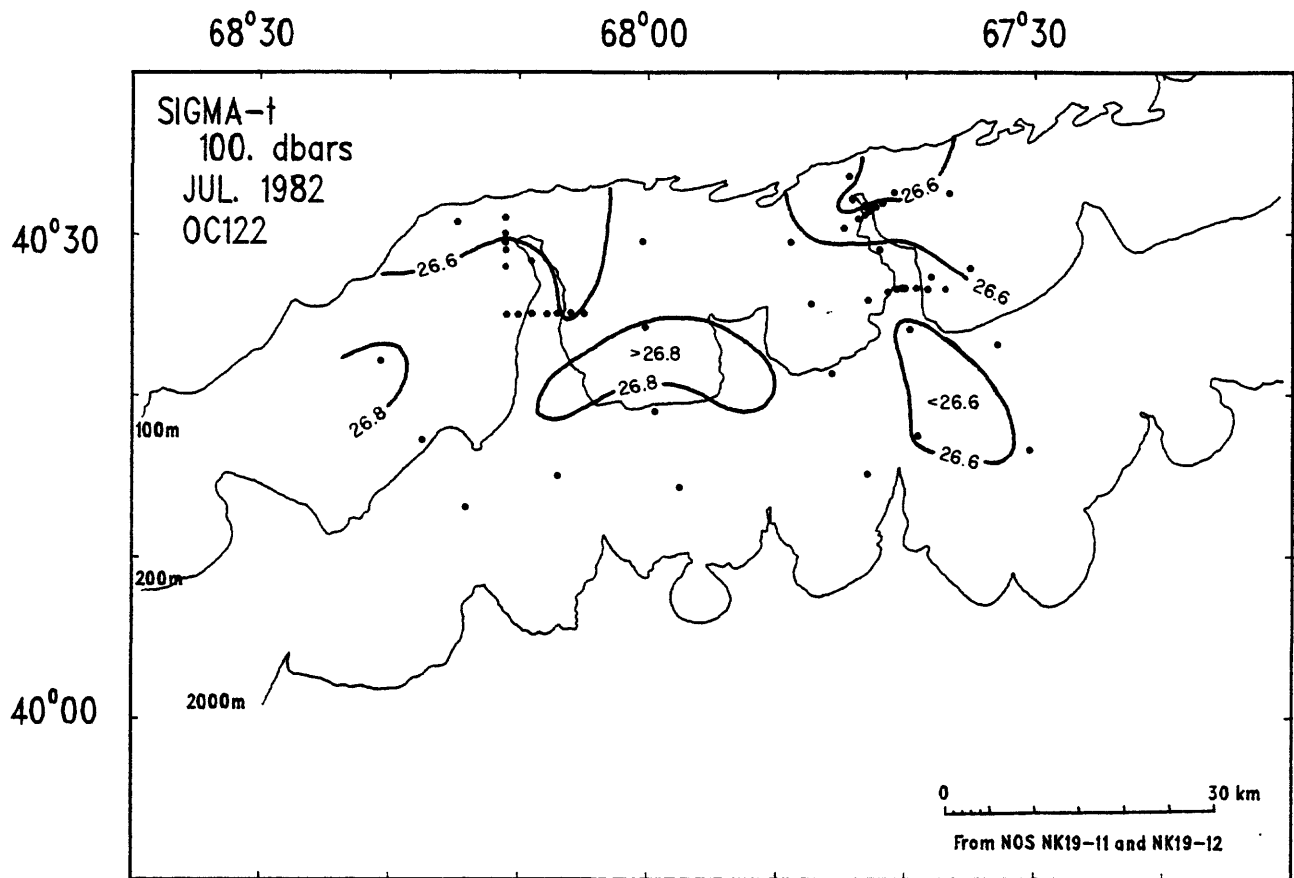 68°30 68°00 67°30
SIGMA-t
100. dbars
JUL. 1982
OC122
26.6
40°30
26.6
26.6
>26.8
26.8
<26.6
26.8
100m
26.6
200m
2000m
40°00
0 30 km
From NOS NK19-11 and NK19-12